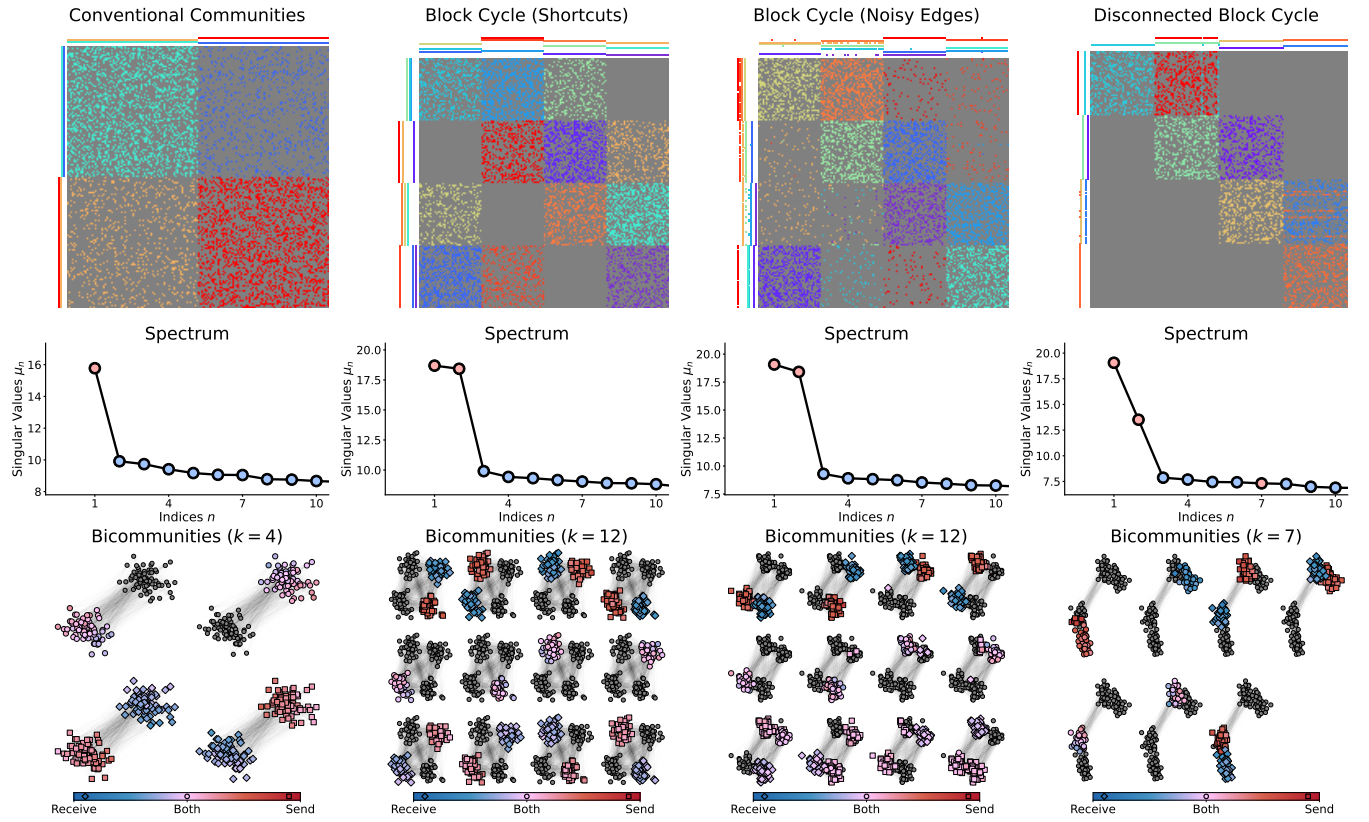 Conventional Communities
Block Cycle (Shortcuts)
Block Cycle (Noisy Edges)
Disconnected Block Cycle
Spectrum
Singular Values μn
16
14
12
10
8
1
4
7
10
Indices n
Spectrum
Singular Values μn
20.0
17.5
15.0
12.5
10.0
1
4
7
10
Indices n
Spectrum
Singular Values μn
20.0
17.5
15.0
12.5
10.0
7.5
1
4
7
10
Indices n
Spectrum
Singular Values μn
20.0
17.5
15.0
12.5
10.0
7.5
1
4
7
10
Indices n
Bicommunities (k = 4)
Bicommunities (k = 12)
Bicommunities (k = 12)
Bicommunities (k = 7)
Receive Both Send
Receive Both Send
Receive Both Send
Receive Both Send